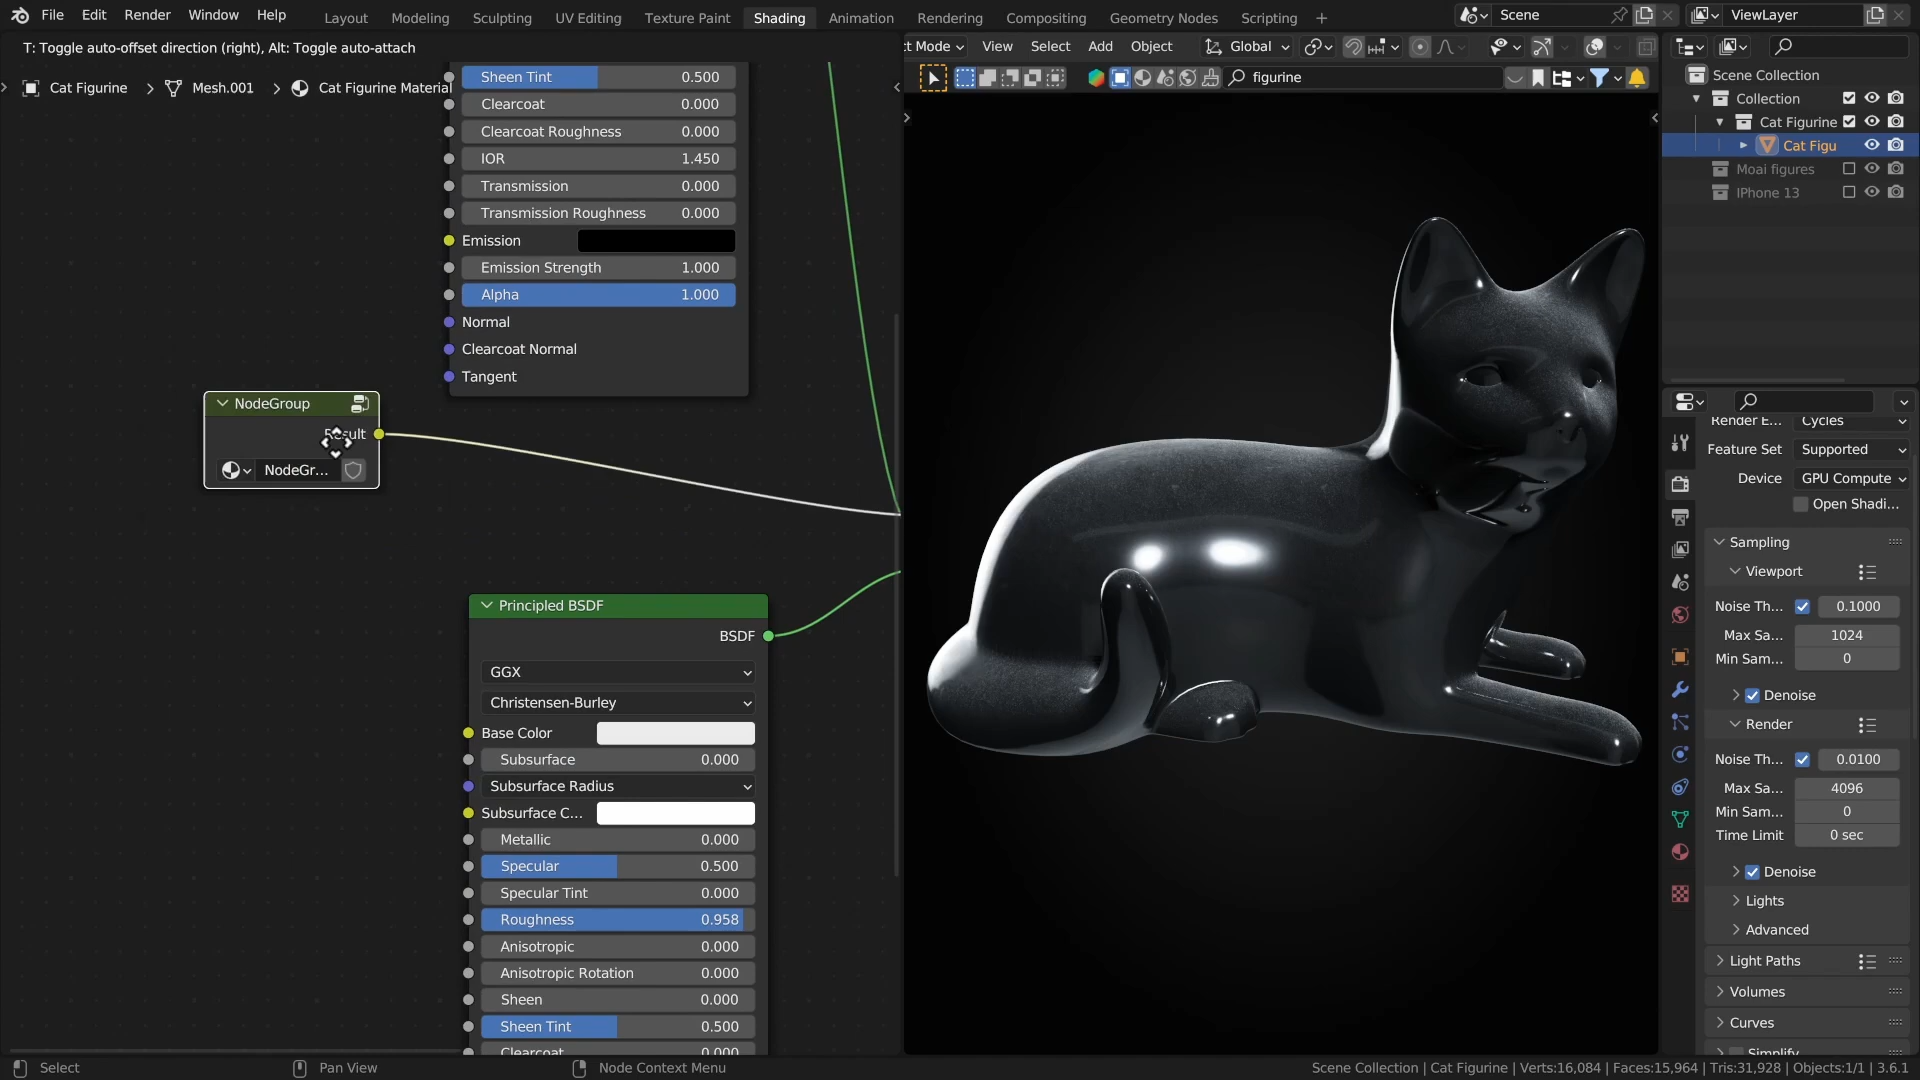 File Edit Render Window Help
Layout Modeling Sculpting UV Editing Texture Paint Shading Animation Rendering Compositing Geometry Nodes Scripting +
Scene
ViewLayer
T: Toggle auto-offset direction (right), Alt: Toggle auto-attach
ct Mode View Select Add Object Global
Cat Figurine > Mesh.001 > Cat Figurine Material
figurine
Scene Collection
Collection
Cat Figurine
Cat Figu
Moai figures
IPhone 13
Sheen Tint 0.500
Clearcoat 0.000
Clearcoat Roughness 0.000
IOR 1.450
Transmission 0.000
Transmission Roughness 0.000
Emission
Emission Strength 1.000
Alpha 1.000
Normal
Clearcoat Normal
Tangent
NodeGroup
Result
NodeGr...
Principled BSDF
BSDF
GGX
Christensen-Burley
Base Color
Subsurface 0.000
Subsurface Radius
Subsurface C...
Metallic 0.000
Specular 0.500
Specular Tint 0.000
Roughness 0.958
Anisotropic 0.000
Anisotropic Rotation 0.000
Sheen 0.000
Sheen Tint 0.500
Clearcoat 0.000
Render E... Cycles
Feature Set Supported
Device GPU Compute
Open Shadi...
Sampling
Viewport
Noise Th... 0.1000
Max Sa... 1024
Min Sam... 0
Denoise
Render
Noise Th... 0.0100
Max Sa... 4096
Min Sam... 0
Time Limit 0 sec
Denoise
Lights
Advanced
Light Paths
Volumes
Curves
Simplify
Select
Pan View
Node Context Menu
Scene Collection | Cat Figurine | Verts:16,084 | Faces:15,964 | Tris:31,928 | Objects:1/1 | 3.6.1